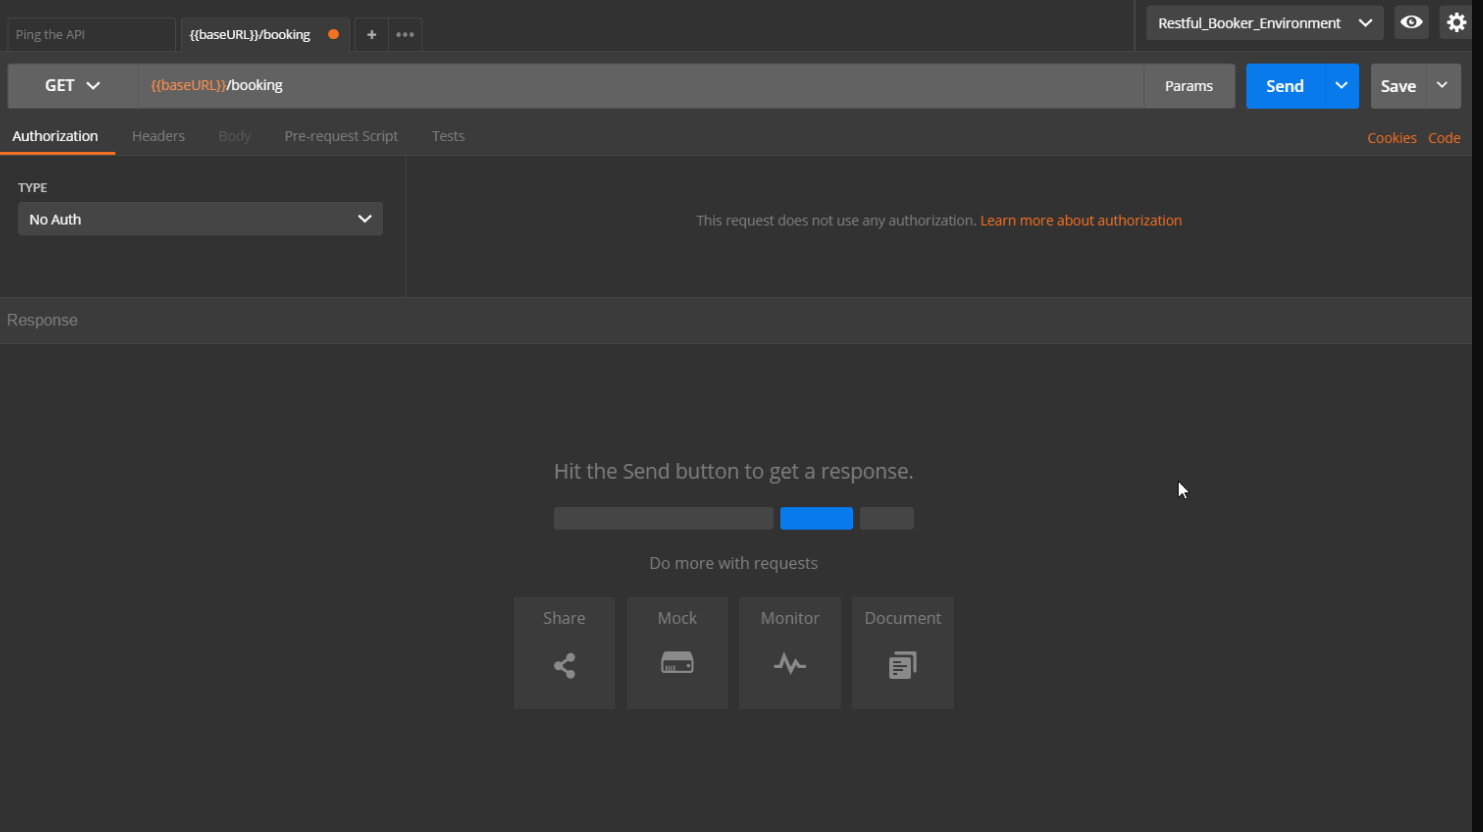 Ping the API
{{baseURL}}/booking
+
Restful_Booker_Environment
GET
{{baseURL}}/booking
Params
Send
Save
Authorization
Headers
Body
Pre-request Script
Tests
Cookies
Code
TYPE
No Auth
This request does not use any authorization. Learn more about authorization
Response
Hit the Send button to get a response.
Do more with requests
Share
Mock
Monitor
Document